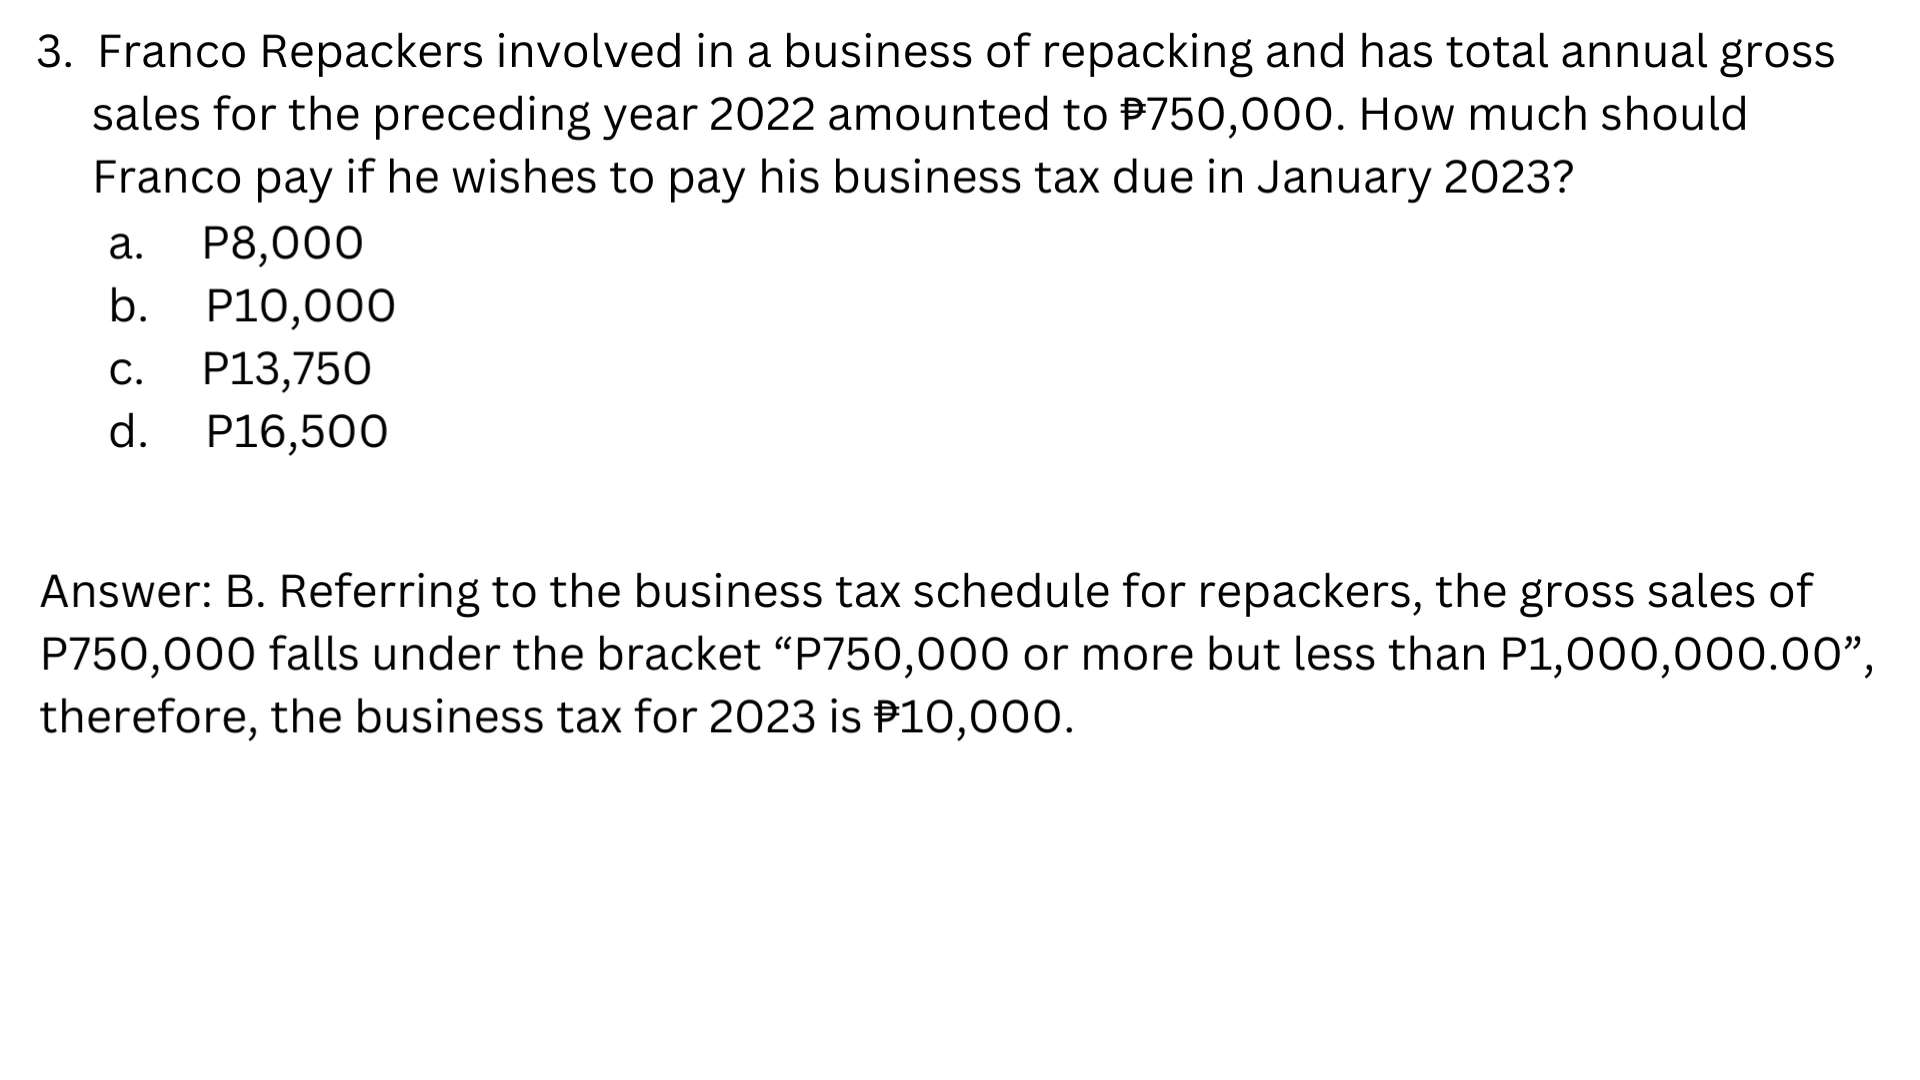 3. Franco Repackers involved in a business of repacking and has total annual gross
sales for the preceding year 2022 amounted to ₱750,000. How much should
Franco pay if he wishes to pay his business tax due in January 2023?
a. P8,000
b. P10,000
c. P13,750
d. P16,500
Answer: B. Referring to the business tax schedule for repackers, the gross sales of
P750,000 falls under the bracket “P750,000 or more but less than P1,000,000.00”,
therefore, the business tax for 2023 is ₱10,000.